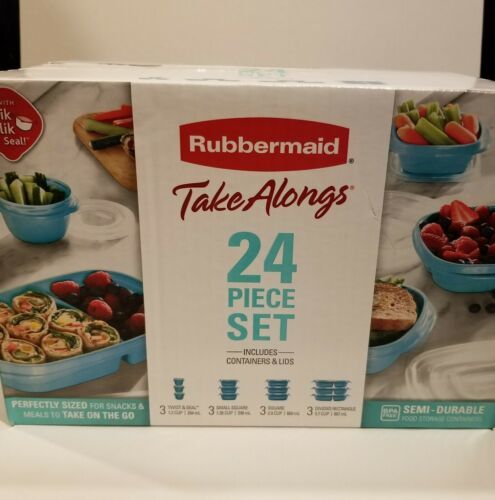 WITH
ik
lik
Seal!
Rubbermaid®
TakeAlongs®
24
PIECE
SET
INCLUDES
CONTAINERS & LIDS
PERFECTLY SIZED FOR SNACKS &
MEALS TO TAKE ON THE GO
3 TWIST & SEAL™
3 SMALL SQUARE
3 SQUARE
3 DIVIDED RECTANGLE
BPA FREE
SEMI-DURABLE
FOOD STORAGE CONTAINERS